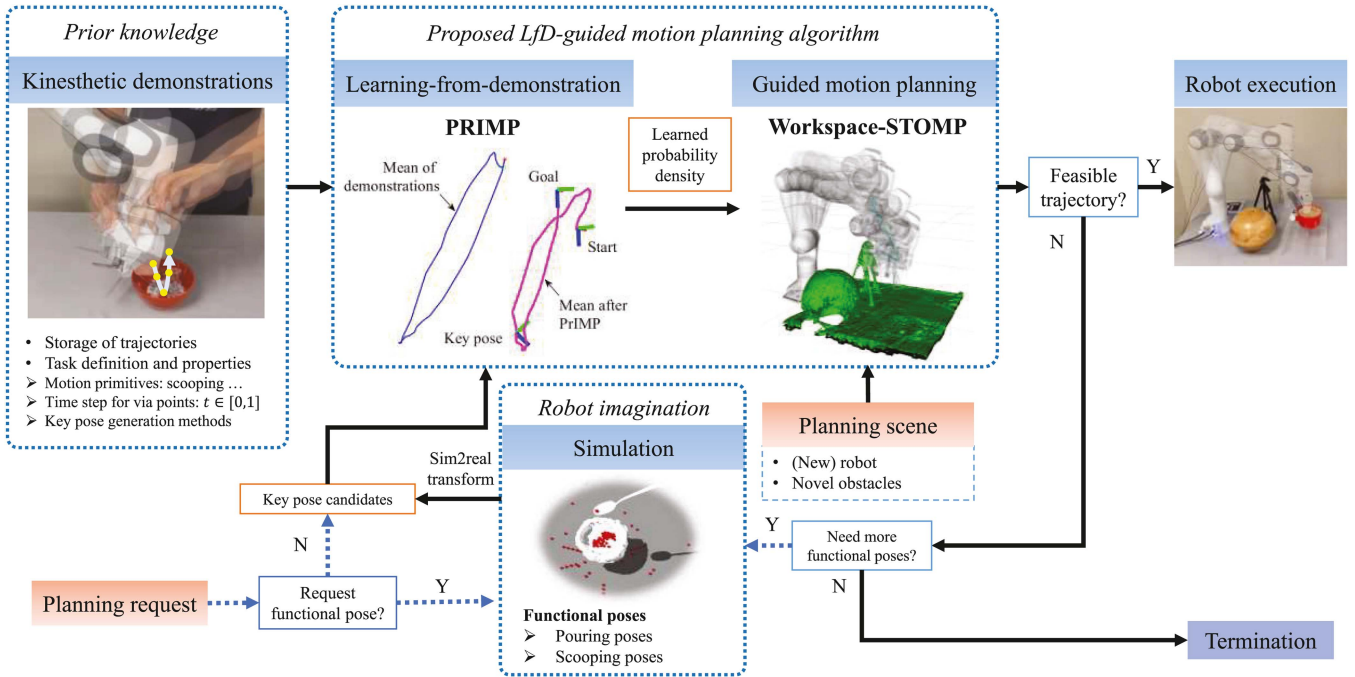 Prior knowledge
Kinesthetic demonstrations
• Storage of trajectories
• Task definition and properties
➢ Motion primitives: scooping ...
➢ Time step for via points: t ∈ [0,1]
➢ Key pose generation methods
Proposed LfD-guided motion planning algorithm
Learning-from-demonstration
PRIMP
Mean of
demonstrations
Goal
Start
Mean after
PrIMP
Key pose
Learned
probability
density
Guided motion planning
Workspace-STOMP
Feasible
trajectory?
Y
N
Robot execution
Robot imagination
Simulation
Functional poses
➢ Pouring poses
➢ Scooping poses
Sim2real
transform
Key pose candidates
N
Planning request
Request
functional pose?
Y
Planning scene
• (New) robot
• Novel obstacles
Y
Need more
functional poses?
N
Termination